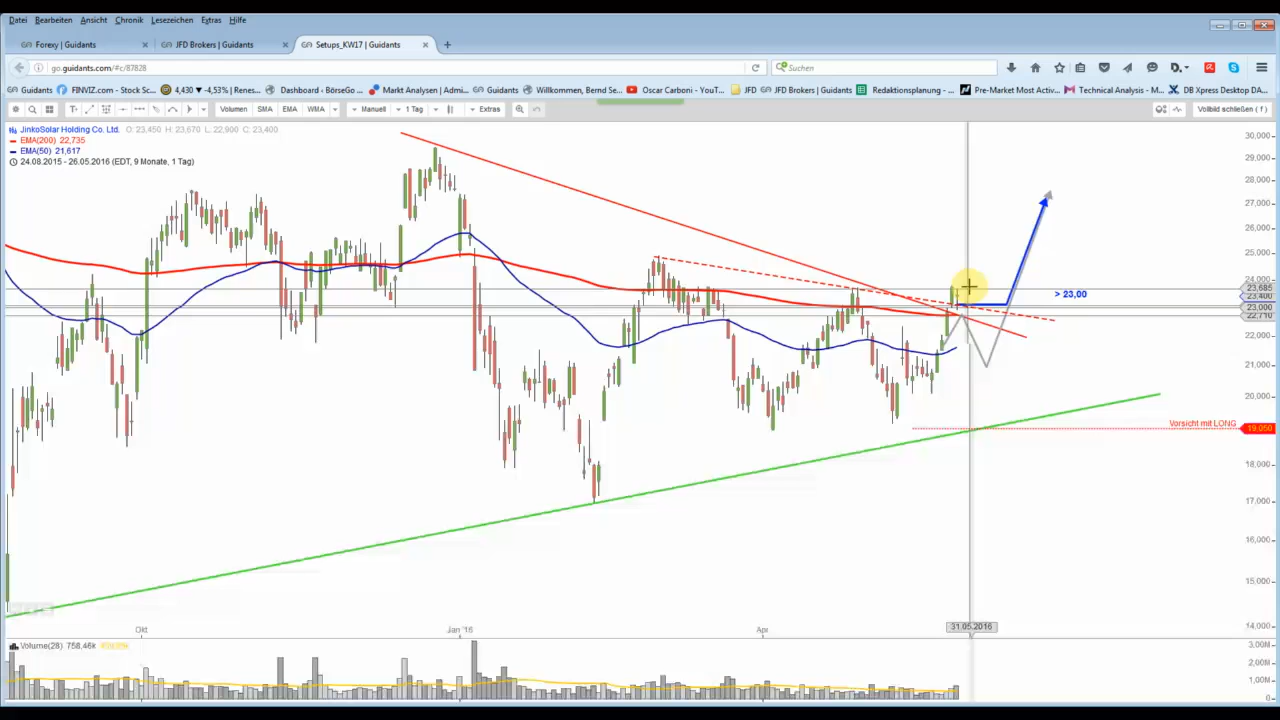 Datei Bearbeiten Ansicht Chronik Lesezeichen Extras Hilfe
Forexy | Guidants JFD Brokers | Guidants Setups_KW17 | Guidants
go.guidants.com/#c/87828 Suchen
Guidants FINVIZ.com - Stock Sc... 4,430 ▼ -4,53% | Renes... Dashboard - BörseGo ... Markt Analysen | Admi... Guidants Willkommen, Bernd Se... Oscar Carboni - YouT... JFD JFD Brokers | Guidants Redaktionsplanung - ... Pre-Market Most Activ... Technical Analysis - M... DB Xpress Desktop DA...
Volumen SMA EMA WMA Manuell 1 Tag Extras Vollbild schließen ( f )
JinkoSolar Holding Co. Ltd. O: 23,450 H: 23,670 L: 22,900 C: 23,400
EMA(200) 22,735
EMA(50) 21,617
24.08.2015 - 26.05.2016 (EDT, 9 Monate, 1 Tag)
30,000
29,000
28,000
27,000
26,000
25,000
24,000
23,685
> 23,00
23,400
23,000
22,710
22,000
21,000
20,000
Vorsicht mit LONG 19,050
18,000
17,000
16,000
15,000
14,000
Okt Jan '16 Apr 31.05.2016
Volume(28) 758,46k
3,00M
2,00M
1,00M
0